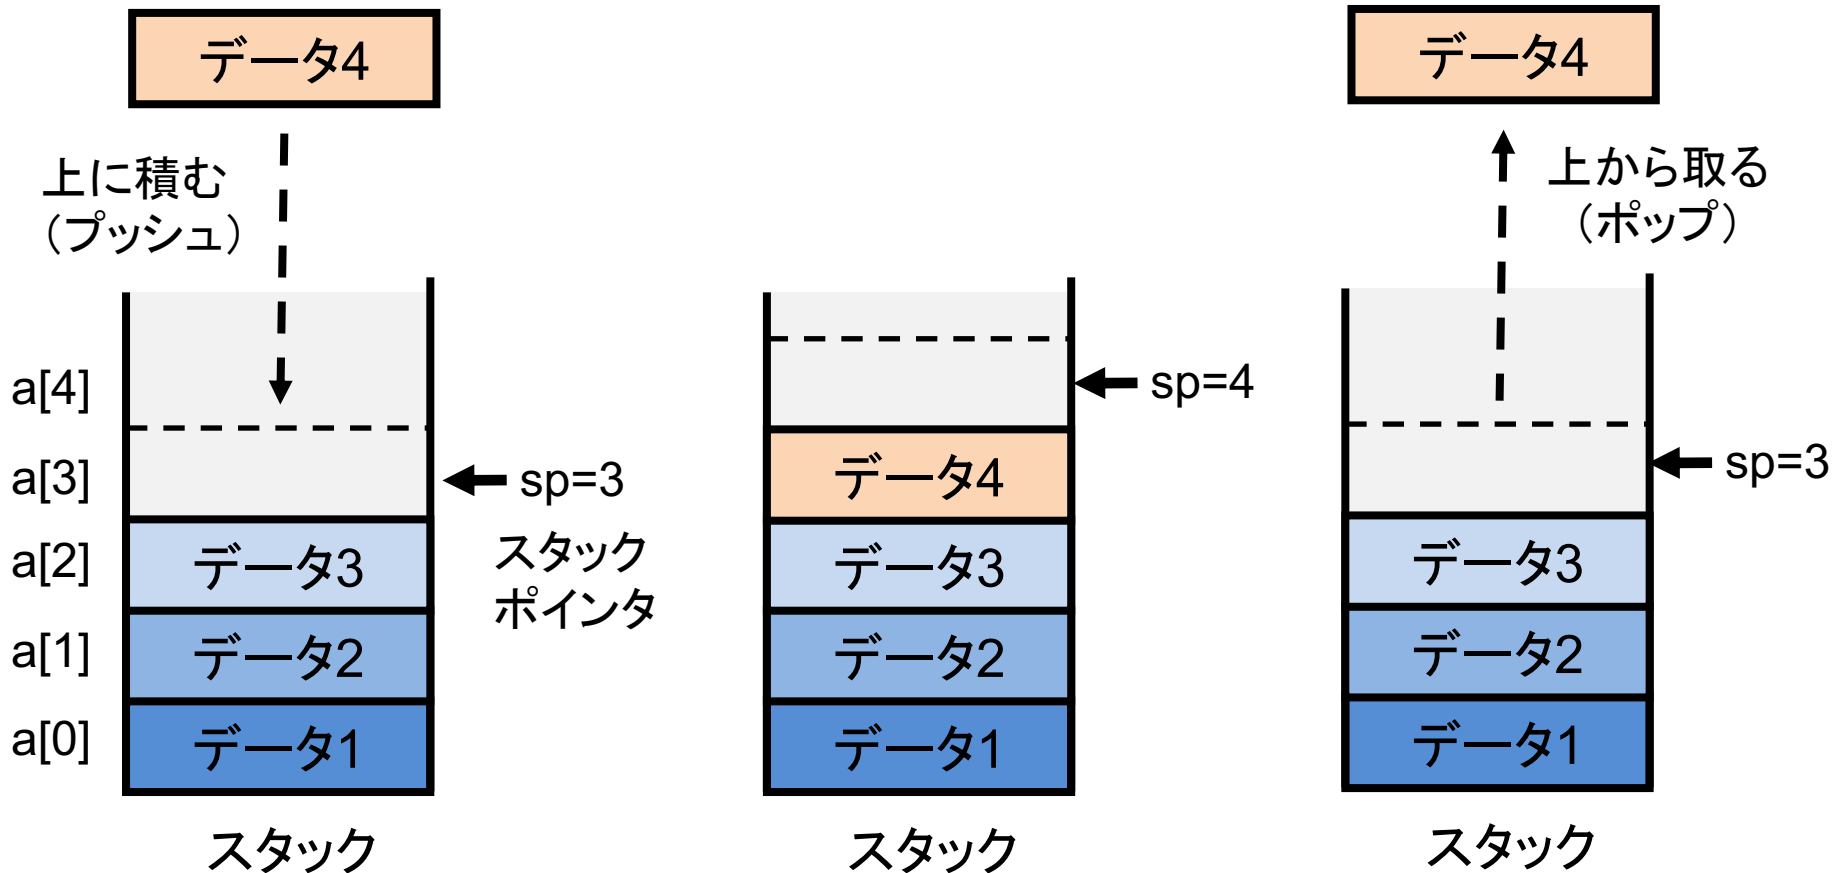 データ4
上に積む
（プッシュ）
a[4]
a[3]
a[2]
a[1]
a[0]
sp=3
スタック
ポインタ
データ3
データ2
データ1
スタック
sp=4
データ4
データ3
データ2
データ1
スタック
データ4
上から取る
（ポップ）
sp=3
データ3
データ2
データ1
スタック